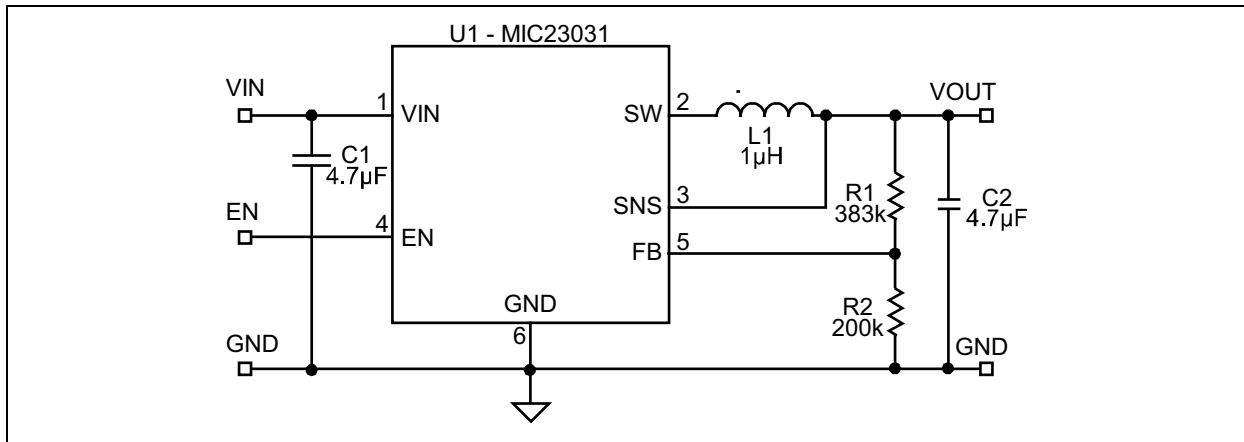 U1 - MIC23031
VIN
1
VIN
SW
2
L1
1µH
VOUT
C1
4.7µF
SNS
3
R1
383k
C2
4.7µF
EN
4
EN
FB
5
GND
6
R2
200k
GND
GND